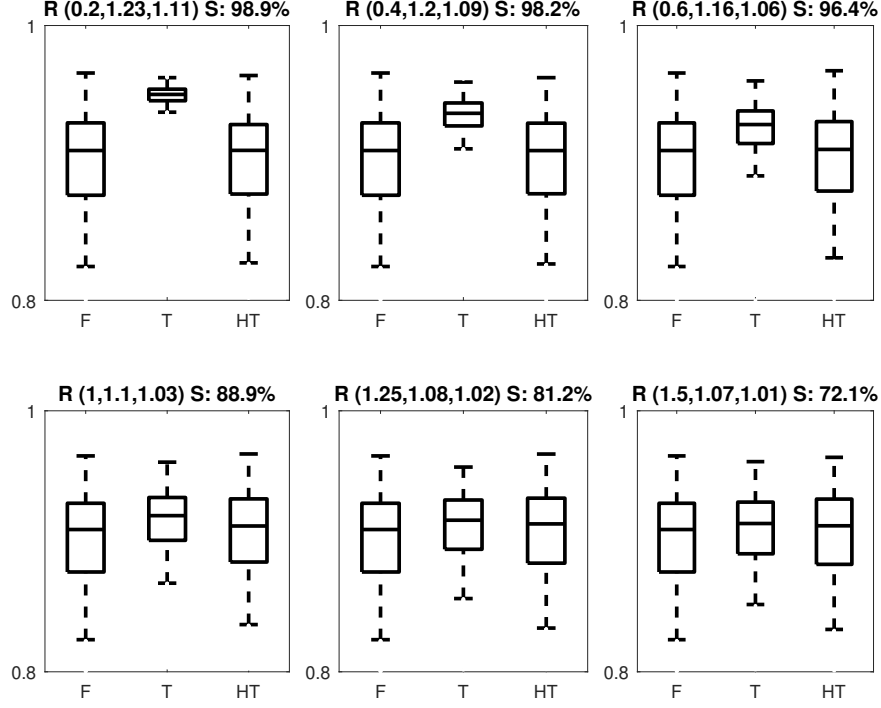 R (0.2,1.23,1.11) S: 98.9%
R (0.4,1.2,1.09) S: 98.2%
R (0.6,1.16,1.06) S: 96.4%
1
1
1
0.8
0.8
0.8
F T HT
F T HT
F T HT
R (1,1.1,1.03) S: 88.9%
R (1.25,1.08,1.02) S: 81.2%
R (1.5,1.07,1.01) S: 72.1%
1
1
1
0.8
0.8
0.8
F T HT
F T HT
F T HT